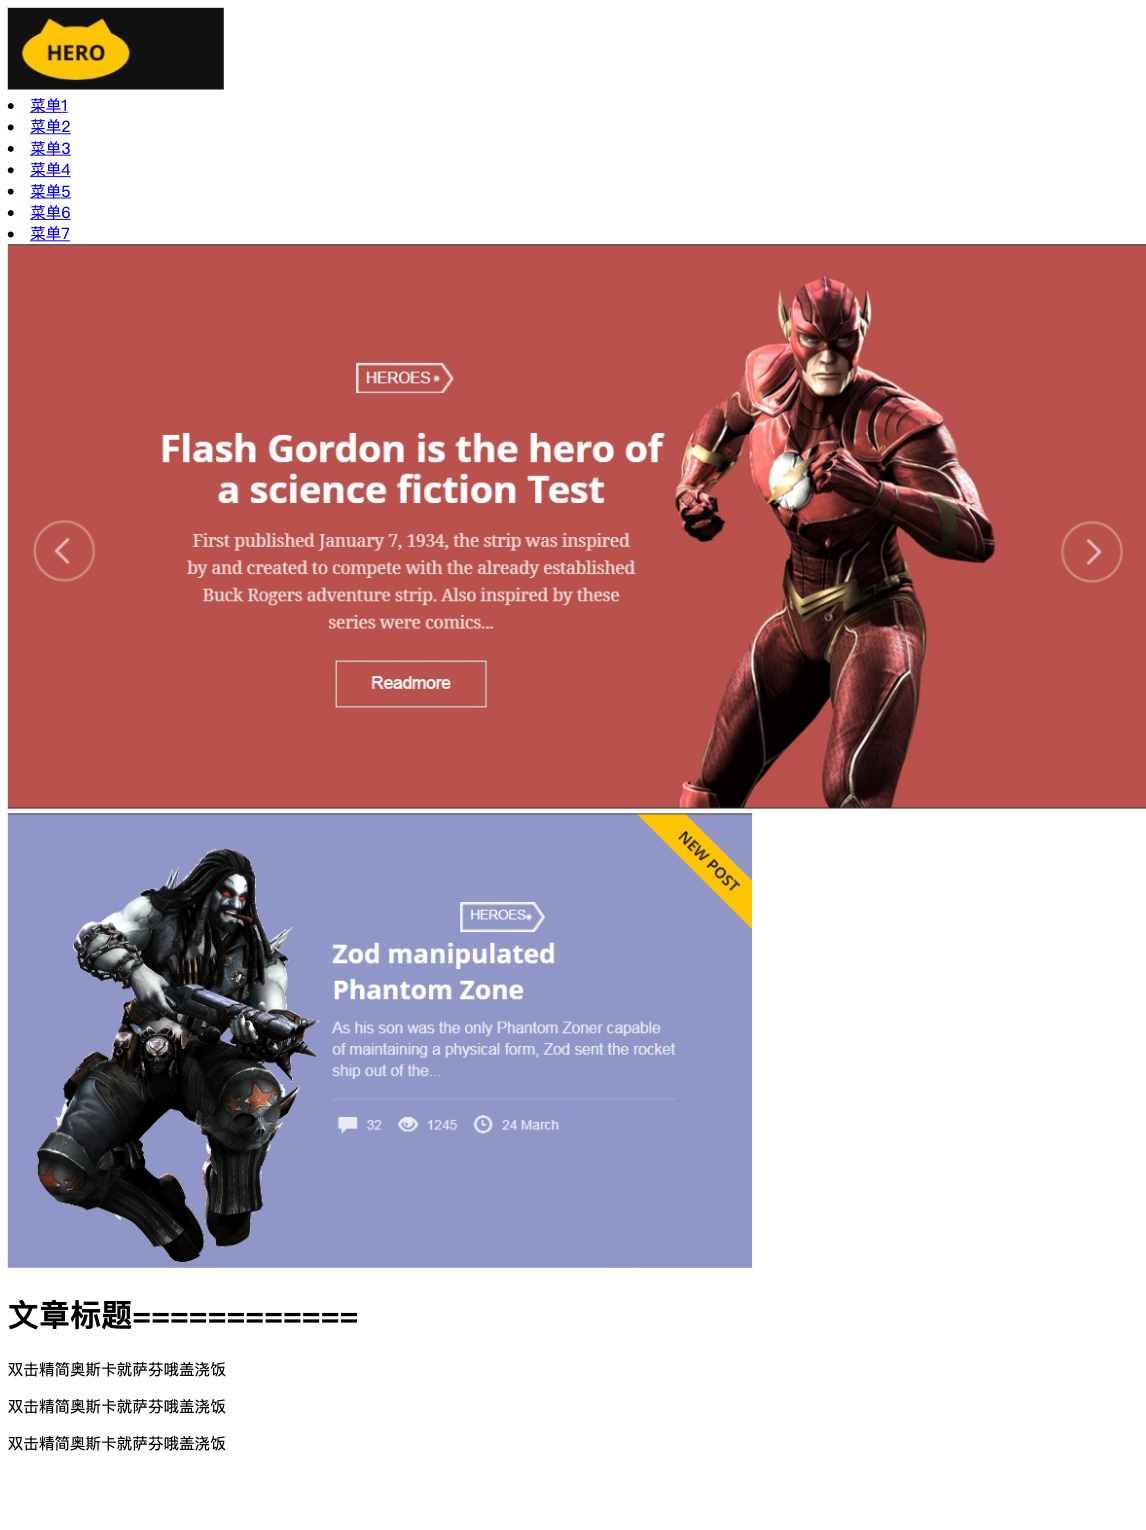 HERO
菜单1
菜单2
菜单3
菜单4
菜单5
菜单6
菜单7
HEROES
Flash Gordon is the hero of
a science fiction Test
First published January 7, 1934, the strip was inspired
by and created to compete with the already established
Buck Rogers adventure strip. Also inspired by these
series were comics...
Readmore
NEW POST
HEROES
Zod manipulated
Phantom Zone
As his son was the only Phantom Zoner capable
of maintaining a physical form, Zod sent the rocket
ship out of the...
32 1245 24 March
文章标题============
双击精简奥斯卡就萨芬哦盖浇饭
双击精简奥斯卡就萨芬哦盖浇饭
双击精简奥斯卡就萨芬哦盖浇饭